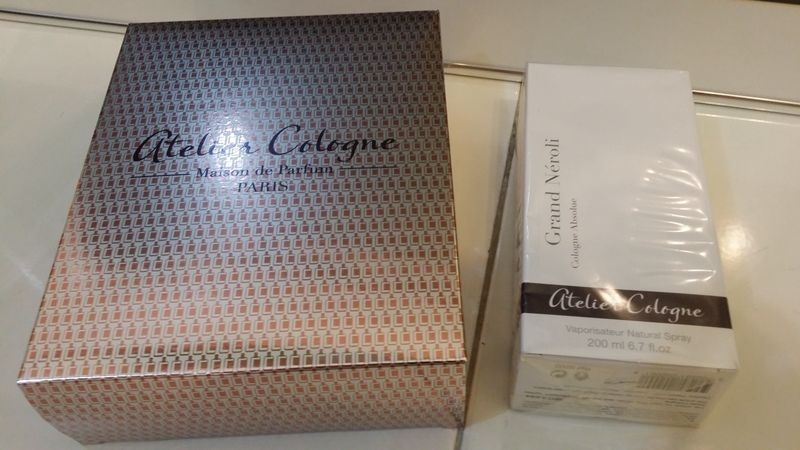 Atelier Cologne
Maison de Parfum
PARIS
Grand Néroli
Cologne Absolue
Atelier Cologne
Vaporisateur Natural Spray
200 ml 6.7 fl.oz